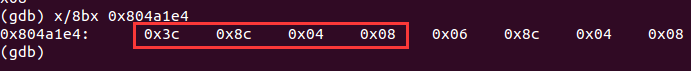 (gdb) x/8bx 0x804a1e4
0x804a1e4: 0x3c 0x8c 0x04 0x08 0x06 0x8c 0x04 0x08
(gdb)